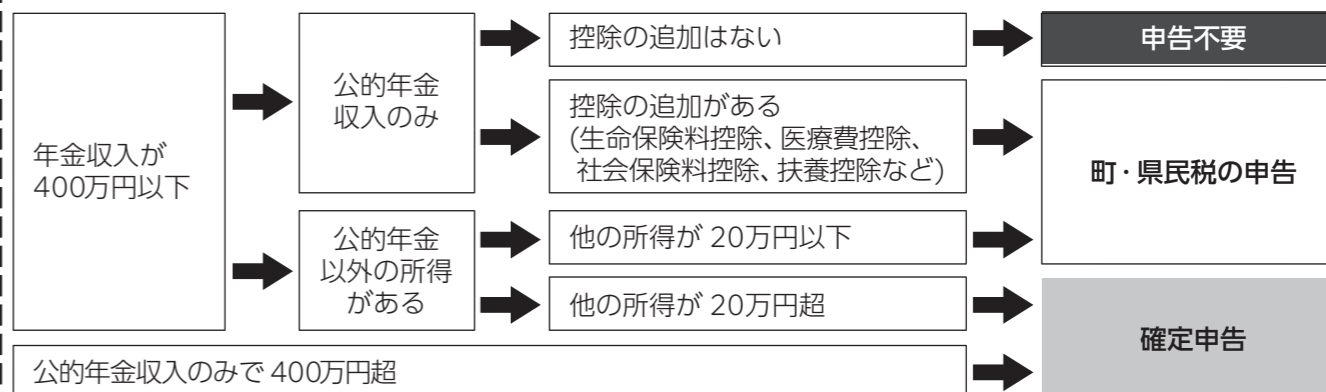 年金収入が
400万円以下
公的年金
収入のみ
控除の追加はない
申告不要
控除の追加がある
(生命保険料控除、医療費控除、
社会保険料控除、扶養控除など)
町・県民税の申告
公的年金
以外の所得
がある
他の所得が 20万円以下
他の所得が 20万円超
確定申告
公的年金収入のみで 400万円超